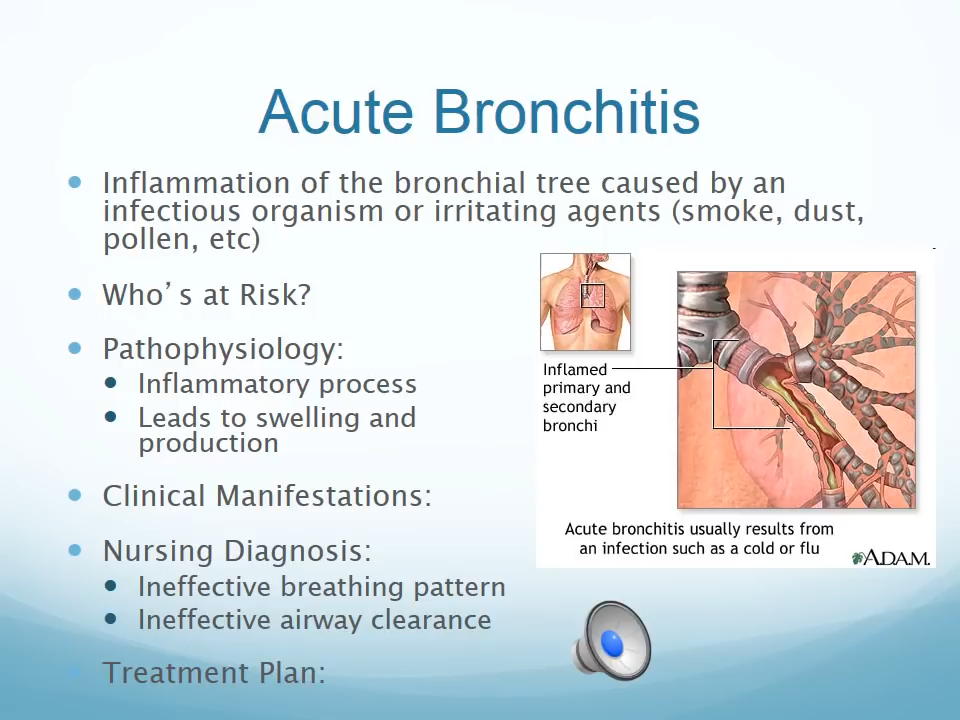 Acute Bronchitis
Inflammation of the bronchial tree caused by an
infectious organism or irritating agents (smoke, dust,
pollen, etc)
Who’s at Risk?
Pathophysiology:
Inflammatory process
Leads to swelling and
production
Clinical Manifestations:
Nursing Diagnosis:
Ineffective breathing pattern
Ineffective airway clearance
Treatment Plan:
Inflamed
primary and
secondary
bronchi
Acute bronchitis usually results from
an infection such as a cold or flu
A.D.A.M.